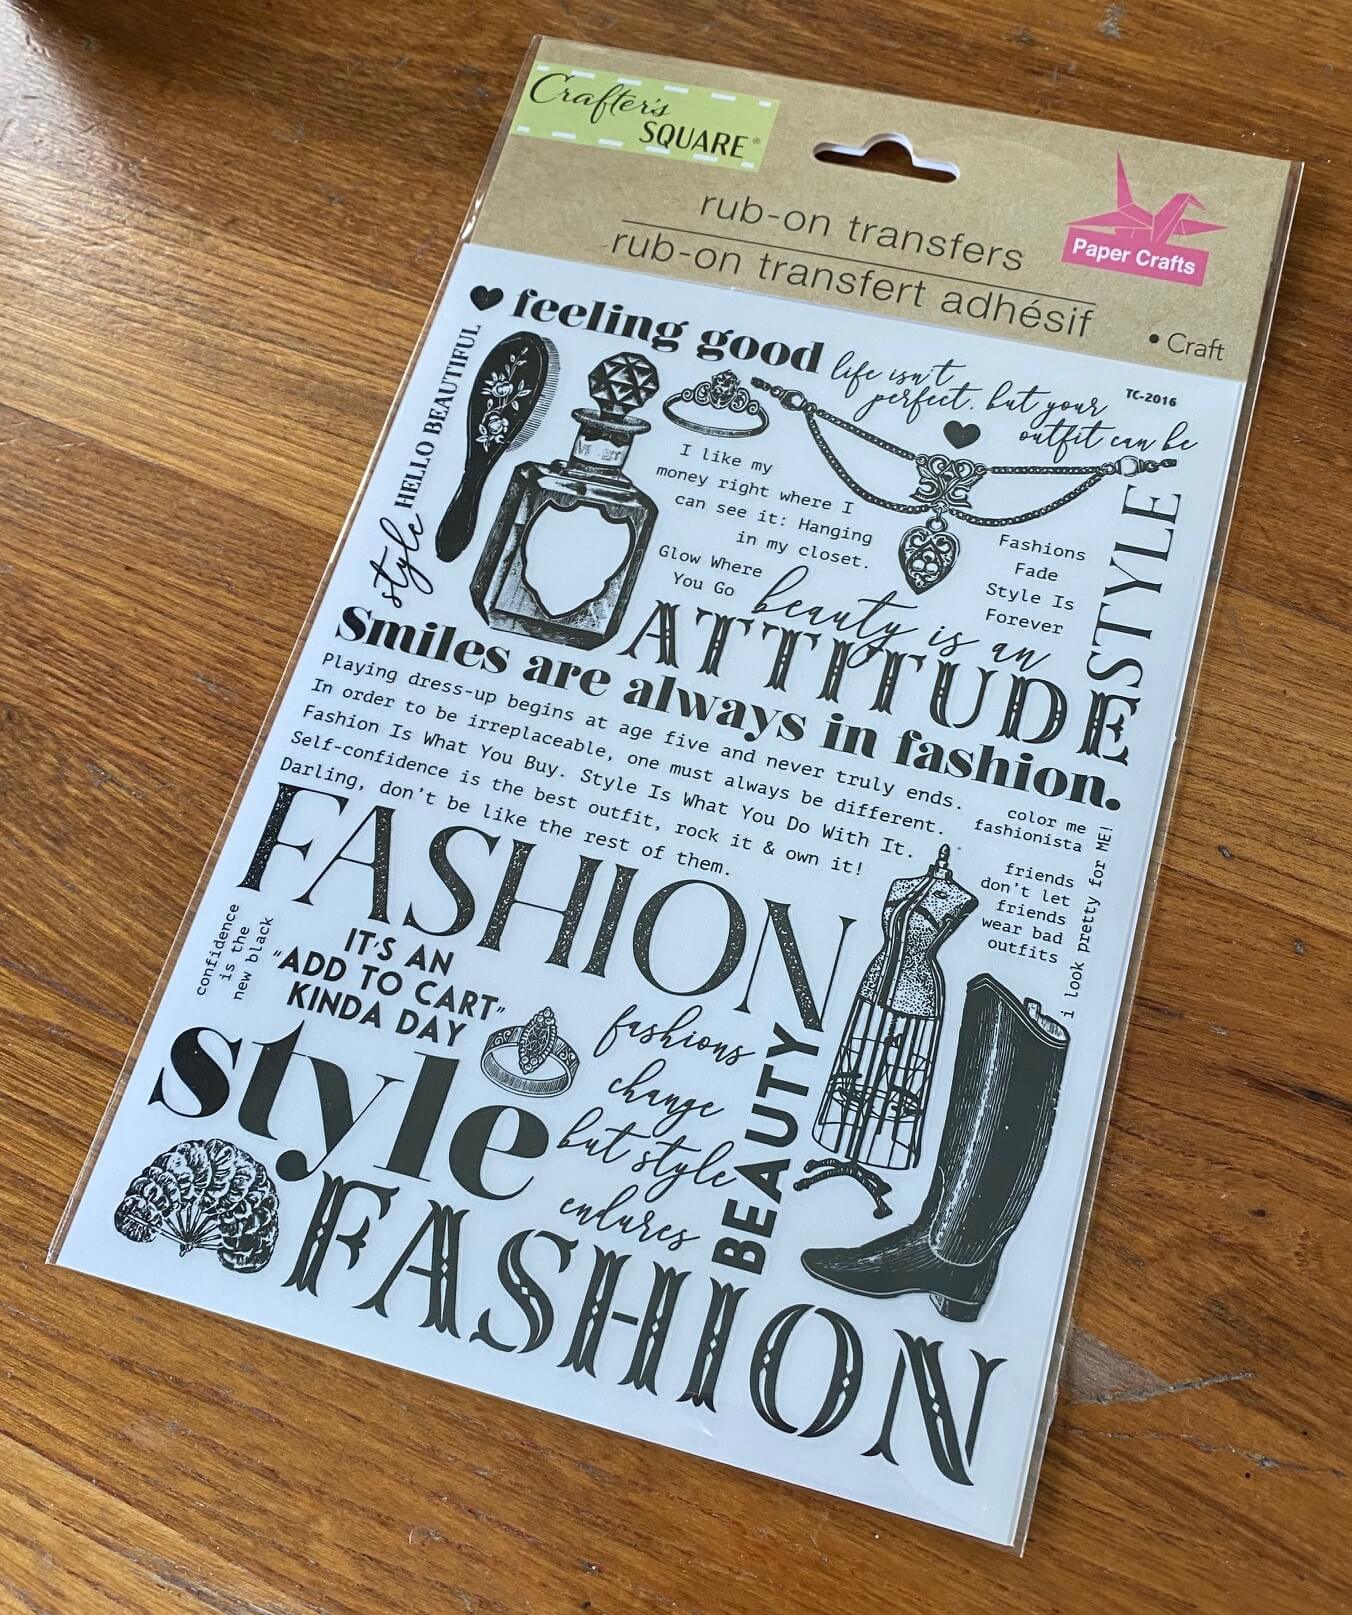 Crafter's
SQUARE®
rub-on transfers
rub-on transfert adhésif
Paper Crafts
• Craft
feeling good
life isn't
perfect, but your
outfit can be
TC-2016
HELLO BEAUTIFUL
style
I like my
money right where I
can see it: Hanging
in my closet.
Glow Where
You Go
Fashions
Fade
Style Is
Forever
STYLE
beauty is an
ATTITUDE
Smiles are always in fashion.
Playing dress-up begins at age five and never truly ends.
In order to be irreplaceable, one must always be different.
Fashion Is What You Buy. Style Is What You Do With It.
Self-confidence is the best outfit, rock it & own it!
Darling, don't be like the rest of them.
color me
fashionista
friends
don't let
friends
wear bad
outfits
i look pretty for ME!
FASHION
confidence
is the
new black
IT'S AN
"ADD TO CART"
KINDA DAY
style
fashions
change
but style
endures
BEAUTY
FASHION